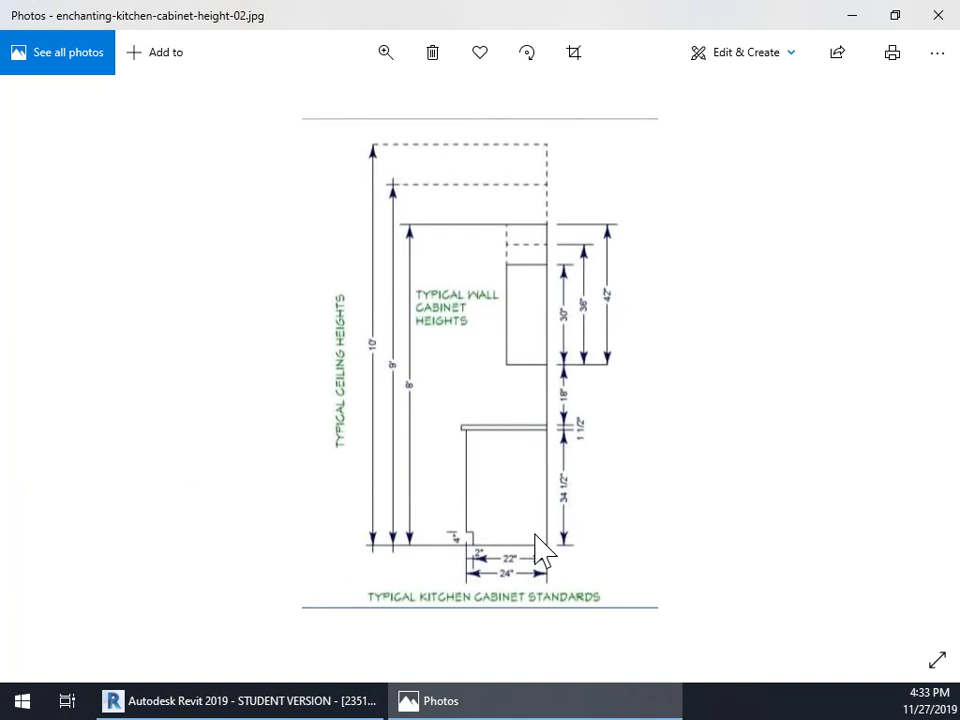 Photos - enchanting-kitchen-cabinet-height-02.jpg
See all photos
Add to
Edit & Create
TYPICAL CEILING HEIGHTS
10'
9'
8'
TYPICAL WALL
CABINET
HEIGHTS
30"
36"
42"
18"
1 1/2"
34 1/2"
4"
2"
22"
24"
TYPICAL KITCHEN CABINET STANDARDS
Autodesk Revit 2019 - STUDENT VERSION - [2351...
Photos
4:33 PM
11/27/2019